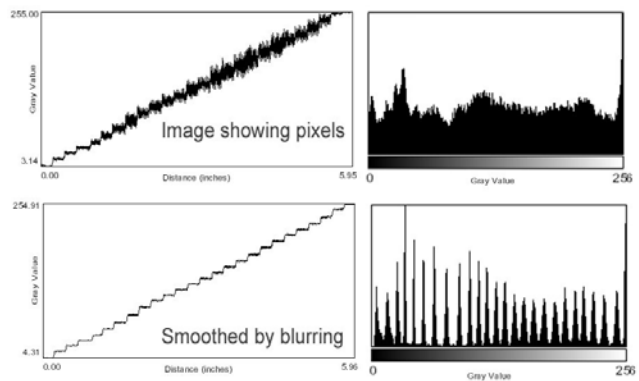 255.00
Gray Value
Image showing pixels
3.14
0.00
Distance (inches)
5.95
0
Gray Value
256
254.91
Gray Value
Smoothed by blurring
4.31
0.00
Distance (inches)
5.96
0
Gray Value
256